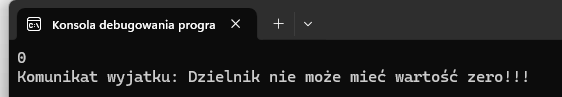 Konsola debugowania progra
0
Komunikat wyjatku: Dzielnik nie może mieć wartość zero!!!